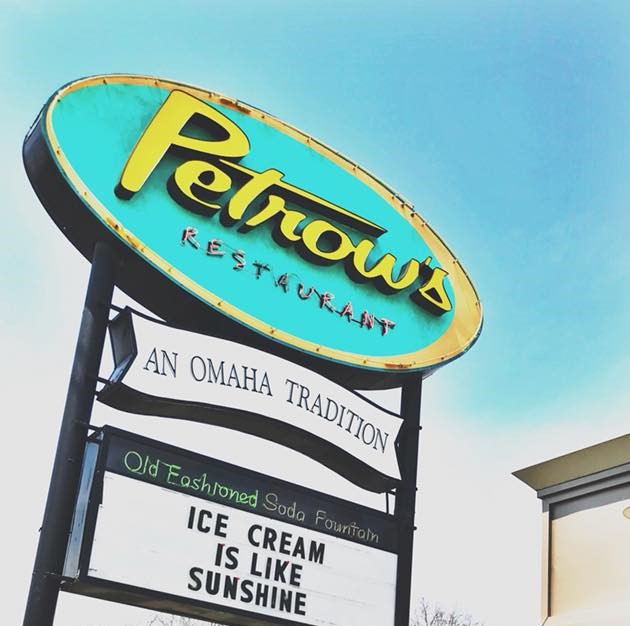 Petrow's
RESTAURANT
AN OMAHA TRADITION
Old Fashioned Soda Fountain
ICE CREAM
IS LIKE
SUNSHINE